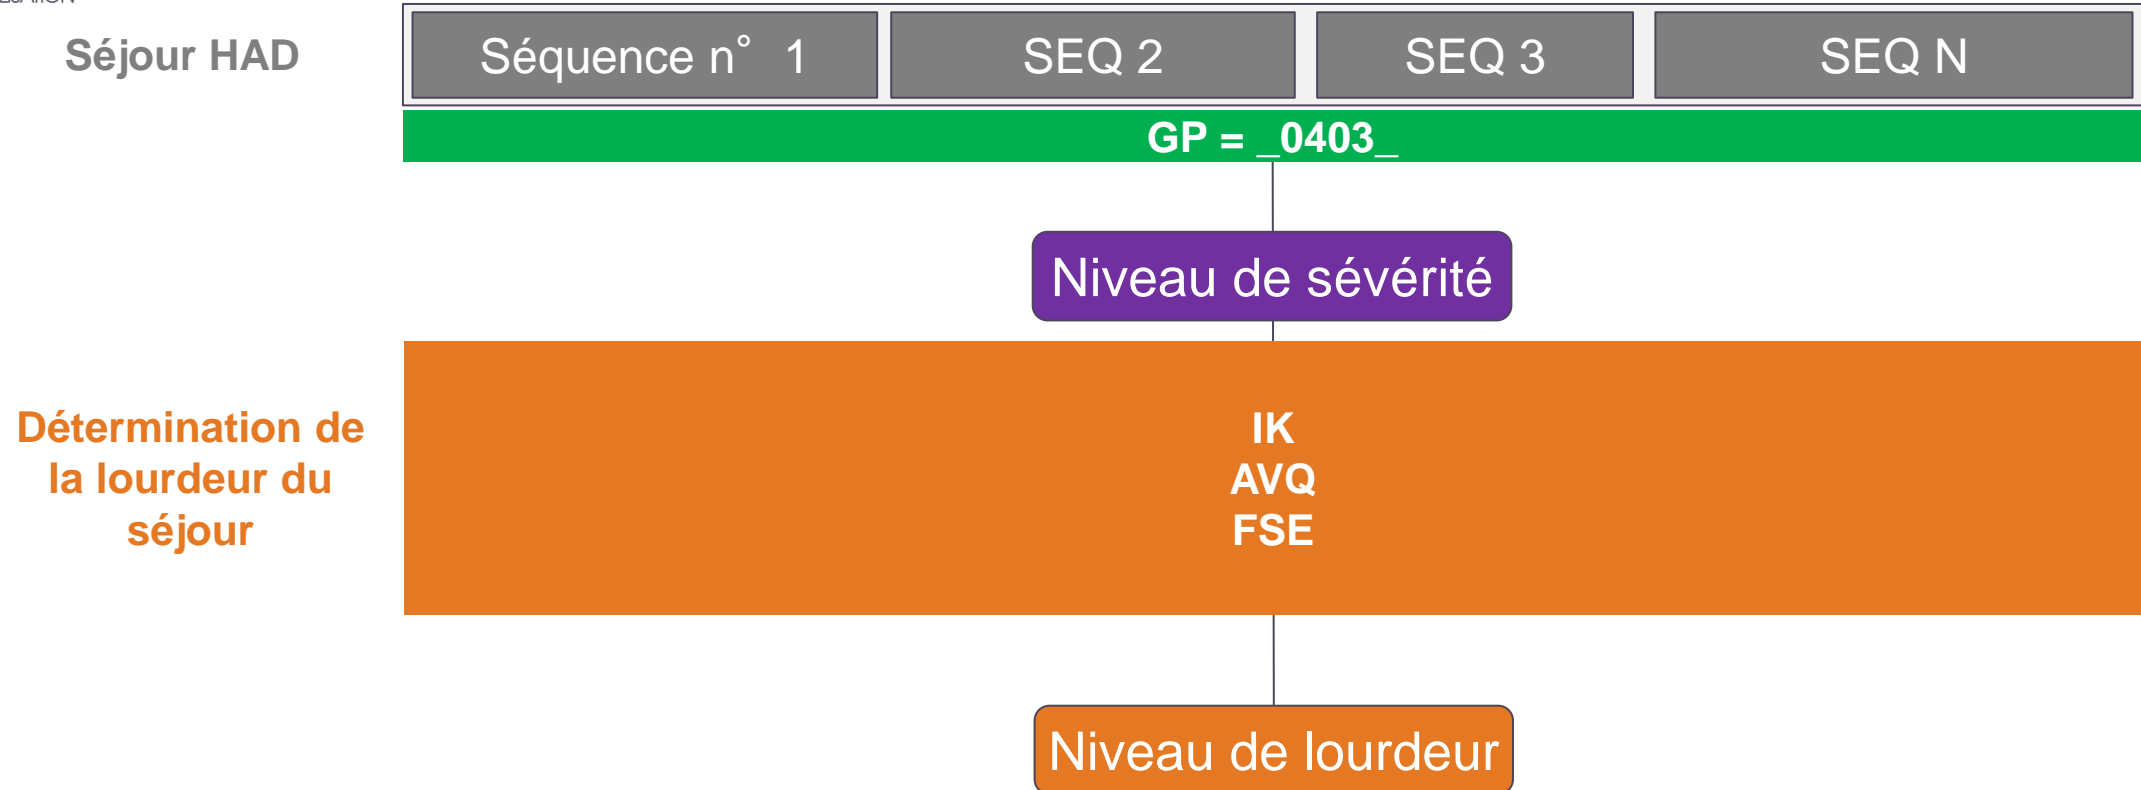 Séjour HAD
Séquence n° 1
SEQ 2
SEQ 3
SEQ N
GP = _0403_
Niveau de sévérité
Détermination de
la lourdeur du
séjour
IK
AVQ
FSE
Niveau de lourdeur